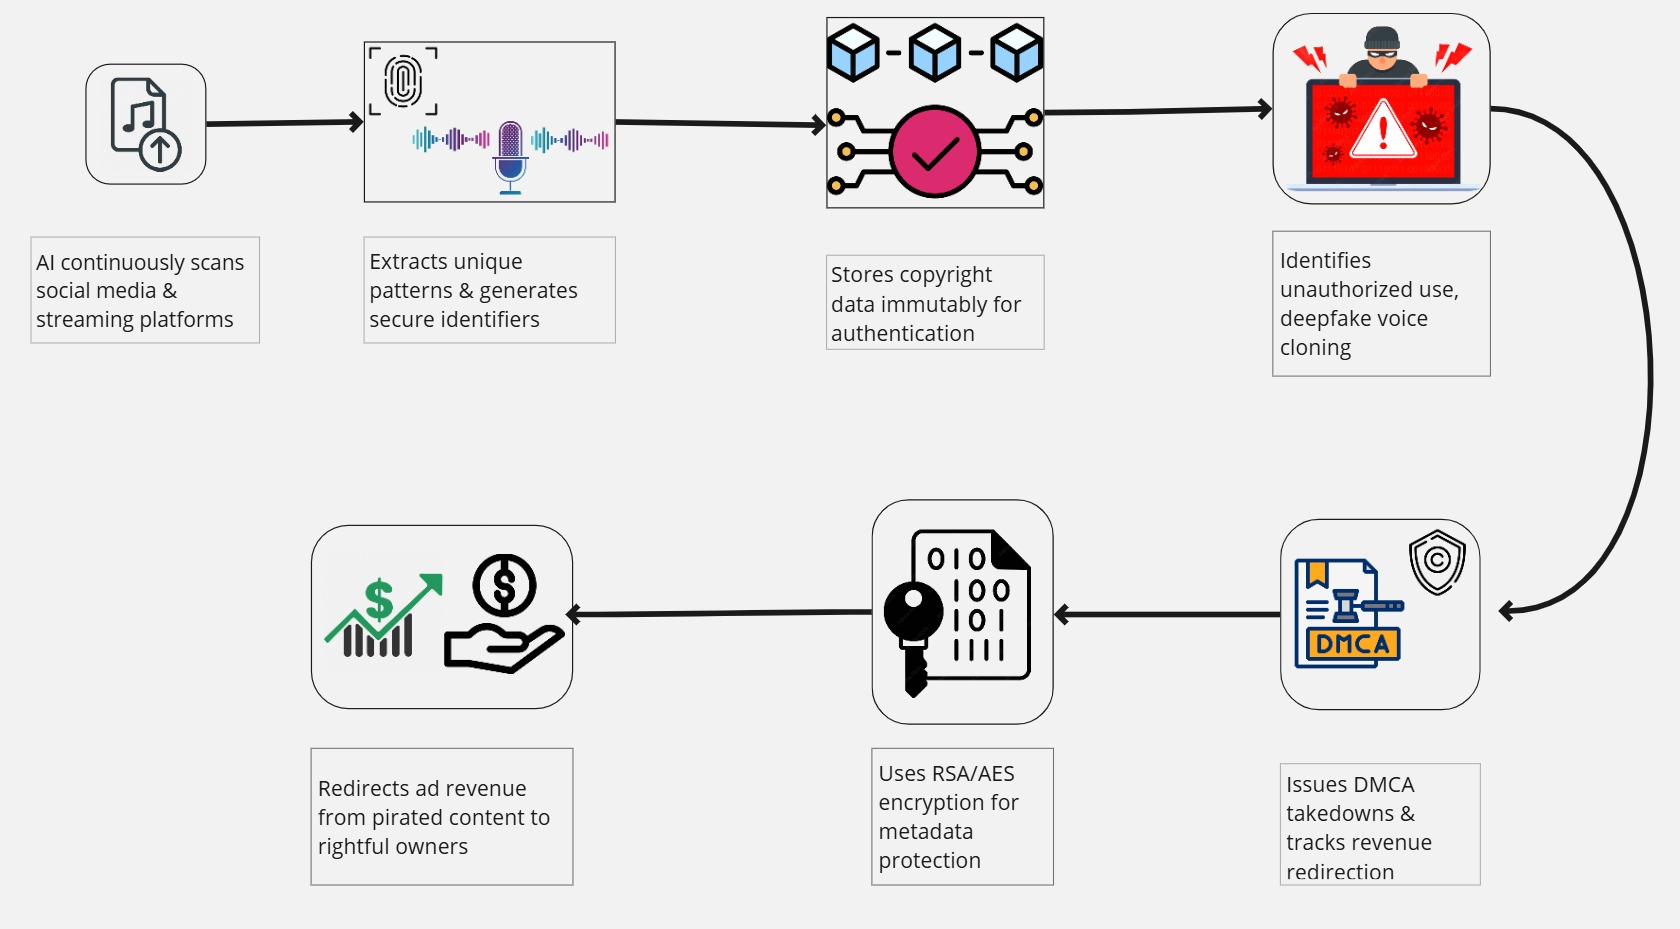 AI continuously scans
social media &
streaming platforms
Extracts unique
patterns & generates
secure identifiers
Stores copyright
data immutably for
authentication
Identifies
unauthorized use,
deepfake voice
cloning
$
$
Redirects ad revenue
from pirated content to
rightful owners
010
100
101
1111
Uses RSA/AES
encryption for
metadada
protection
C
DMCA
Issues DMCA
takedowns &
tracks revenue
redirection